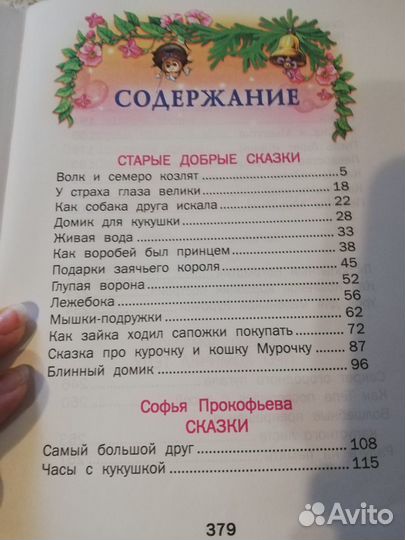 СОДЕРЖАНИЕ
СТАРЫЕ ДОБРЫЕ СКАЗКИ
Волк и семеро козлят 5
У страха глаза велики 18
Как собака друга искала 22
Домик для кукушки 28
Живая вода 33
Как воробей был принцем 38
Подарки заячьего короля 45
Глупая ворона 52
Лежебока 56
Мышки-подружки 62
Как зайка ходил сапожки покупать 72
Сказка про курочку и кошку Мурочку 87
Блинный домик 96
Софья Прокофьева
СКАЗКИ
Самый большой друг 108
Часы с кукушкой 115
379
Avito